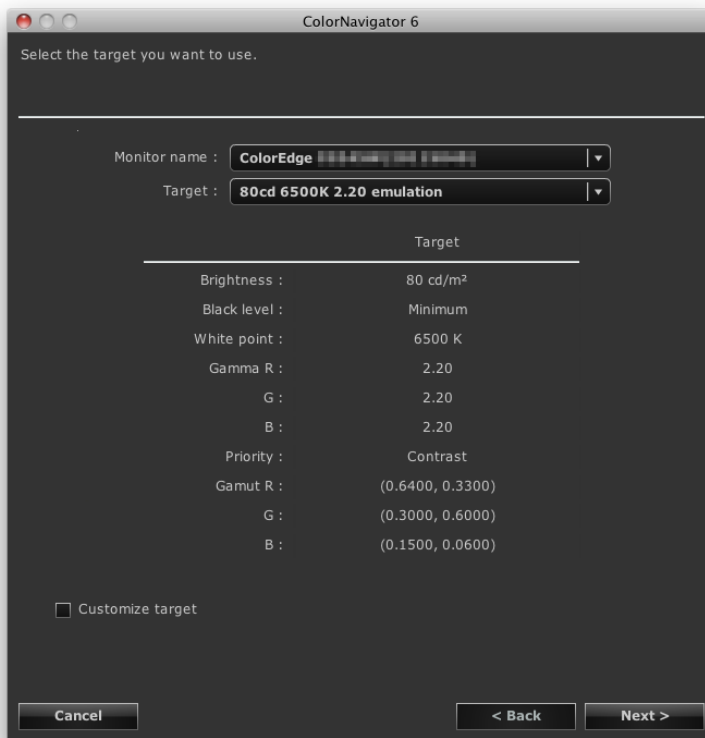 ColorNavigator 6
Select the target you want to use.
Monitor name : ColorEdge
Target : 80cd 6500K 2.20 emulation
Target
Brightness : 80 cd/m²
Black level : Minimum
White point : 6500 K
Gamma R : 2.20
G : 2.20
B : 2.20
Priority : Contrast
Gamut R : (0.6400, 0.3300)
G : (0.3000, 0.6000)
B : (0.1500, 0.0600)
Customize target
Cancel < Back Next >